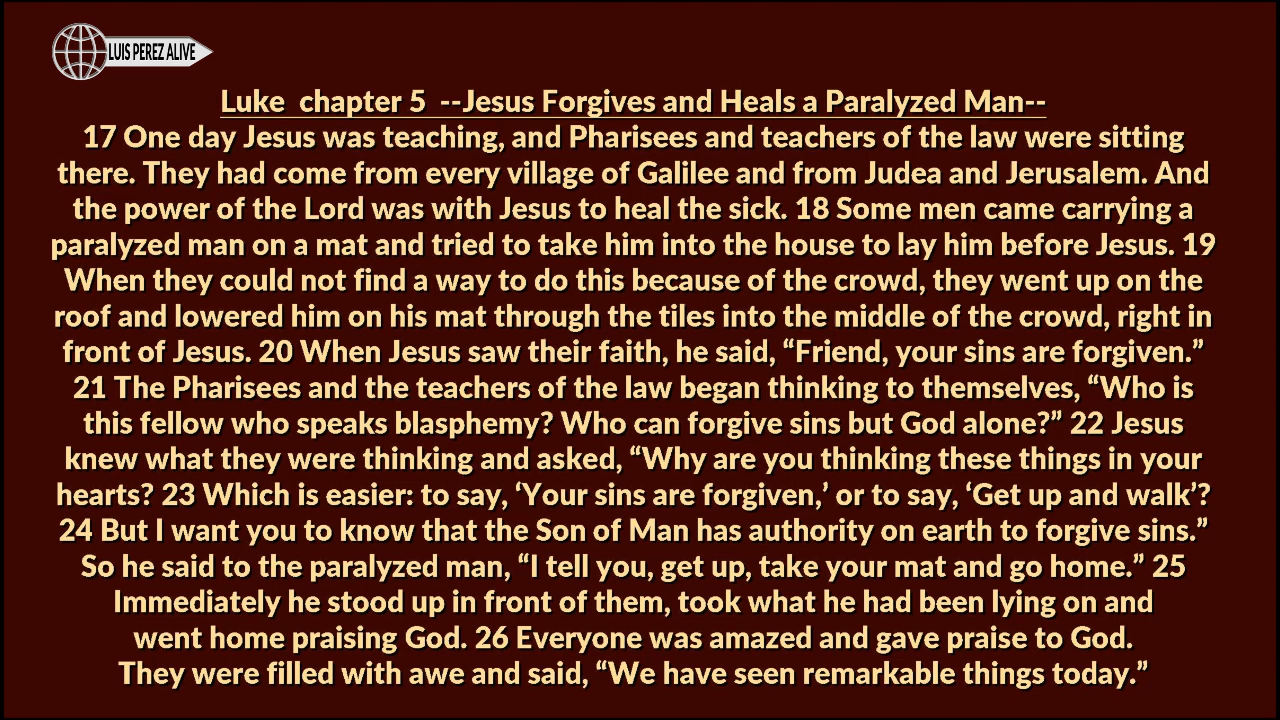 LUIS PEREZ ALIVE
Luke  chapter 5  --Jesus Forgives and Heals a Paralyzed Man--
17 One day Jesus was teaching, and Pharisees and teachers of the law were sitting
there. They had come from every village of Galilee and from Judea and Jerusalem. And
the power of the Lord was with Jesus to heal the sick. 18 Some men came carrying a
paralyzed man on a mat and tried to take him into the house to lay him before Jesus. 19
When they could not find a way to do this because of the crowd, they went up on the
roof and lowered him on his mat through the tiles into the middle of the crowd, right in
front of Jesus. 20 When Jesus saw their faith, he said, “Friend, your sins are forgiven.”
21 The Pharisees and the teachers of the law began thinking to themselves, “Who is
this fellow who speaks blasphemy? Who can forgive sins but God alone?” 22 Jesus
knew what they were thinking and asked, “Why are you thinking these things in your
hearts? 23 Which is easier: to say, ‘Your sins are forgiven,’ or to say, ‘Get up and walk’?
24 But I want you to know that the Son of Man has authority on earth to forgive sins.”
So he said to the paralyzed man, “I tell you, get up, take your mat and go home.” 25
Immediately he stood up in front of them, took what he had been lying on and
went home praising God. 26 Everyone was amazed and gave praise to God.
They were filled with awe and said, “We have seen remarkable things today.”